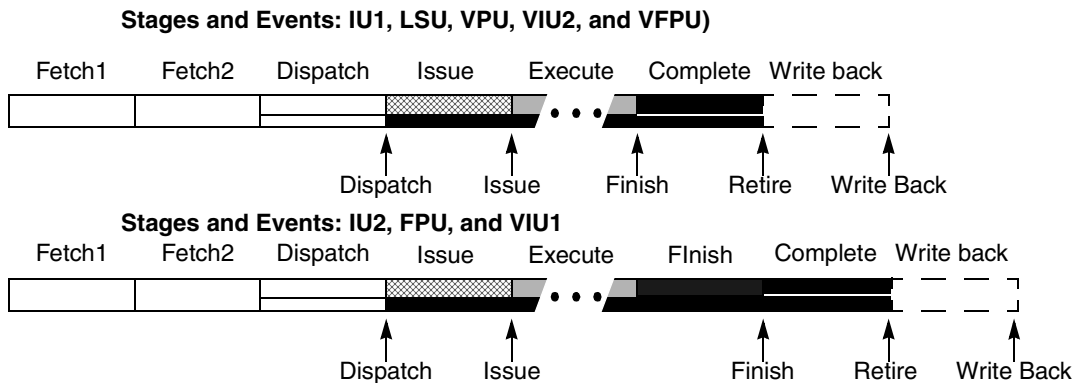 Stages and Events: IU1, LSU, VPU, VIU2, and VFPU)
Fetch1 Fetch2 Dispatch Issue Execute Complete Write back
Dispatch Issue Finish Retire Write Back
Stages and Events: IU2, FPU, and VIU1
Fetch1 Fetch2 Dispatch Issue Execute FInish Complete Write back
Dispatch Issue Finish Retire Write Back